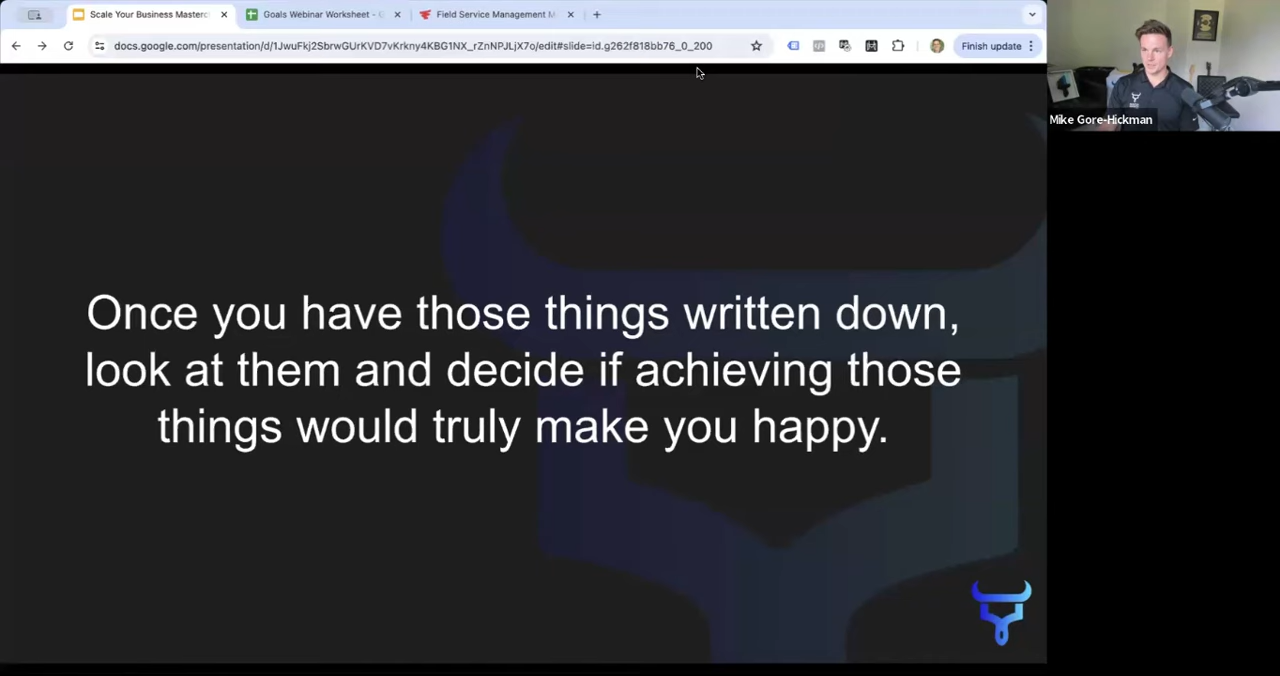 Scale Your Business Masterc
Goals Webinar Worksheet - G
Field Service Management M
docs.google.com/presentation/d/1JwuFkj2SbrwGUrKVD7vKrkny4KBG1NX_rZnNPJLjX7o/edit#slide=id.g262f818bb76_0_200
Finish update
Mike Gore-Hickman
Once you have those things written down,
look at them and decide if achieving those
things would truly make you happy.